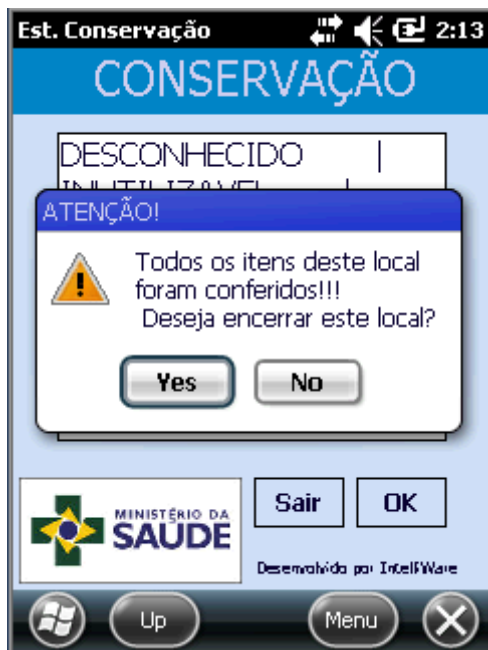 Est. Conservação 2:13
CONSERVAÇÃO
DESCONHECIDO |
INUTILIZAVEL |
ATENÇÃO!
Todos os itens deste local
foram conferidos!!!
Deseja encerrar este local?
Yes No
MINISTÉRIO DA
SAÚDE
Sair OK
Desenvolvido por IntelliWare
Up Menu